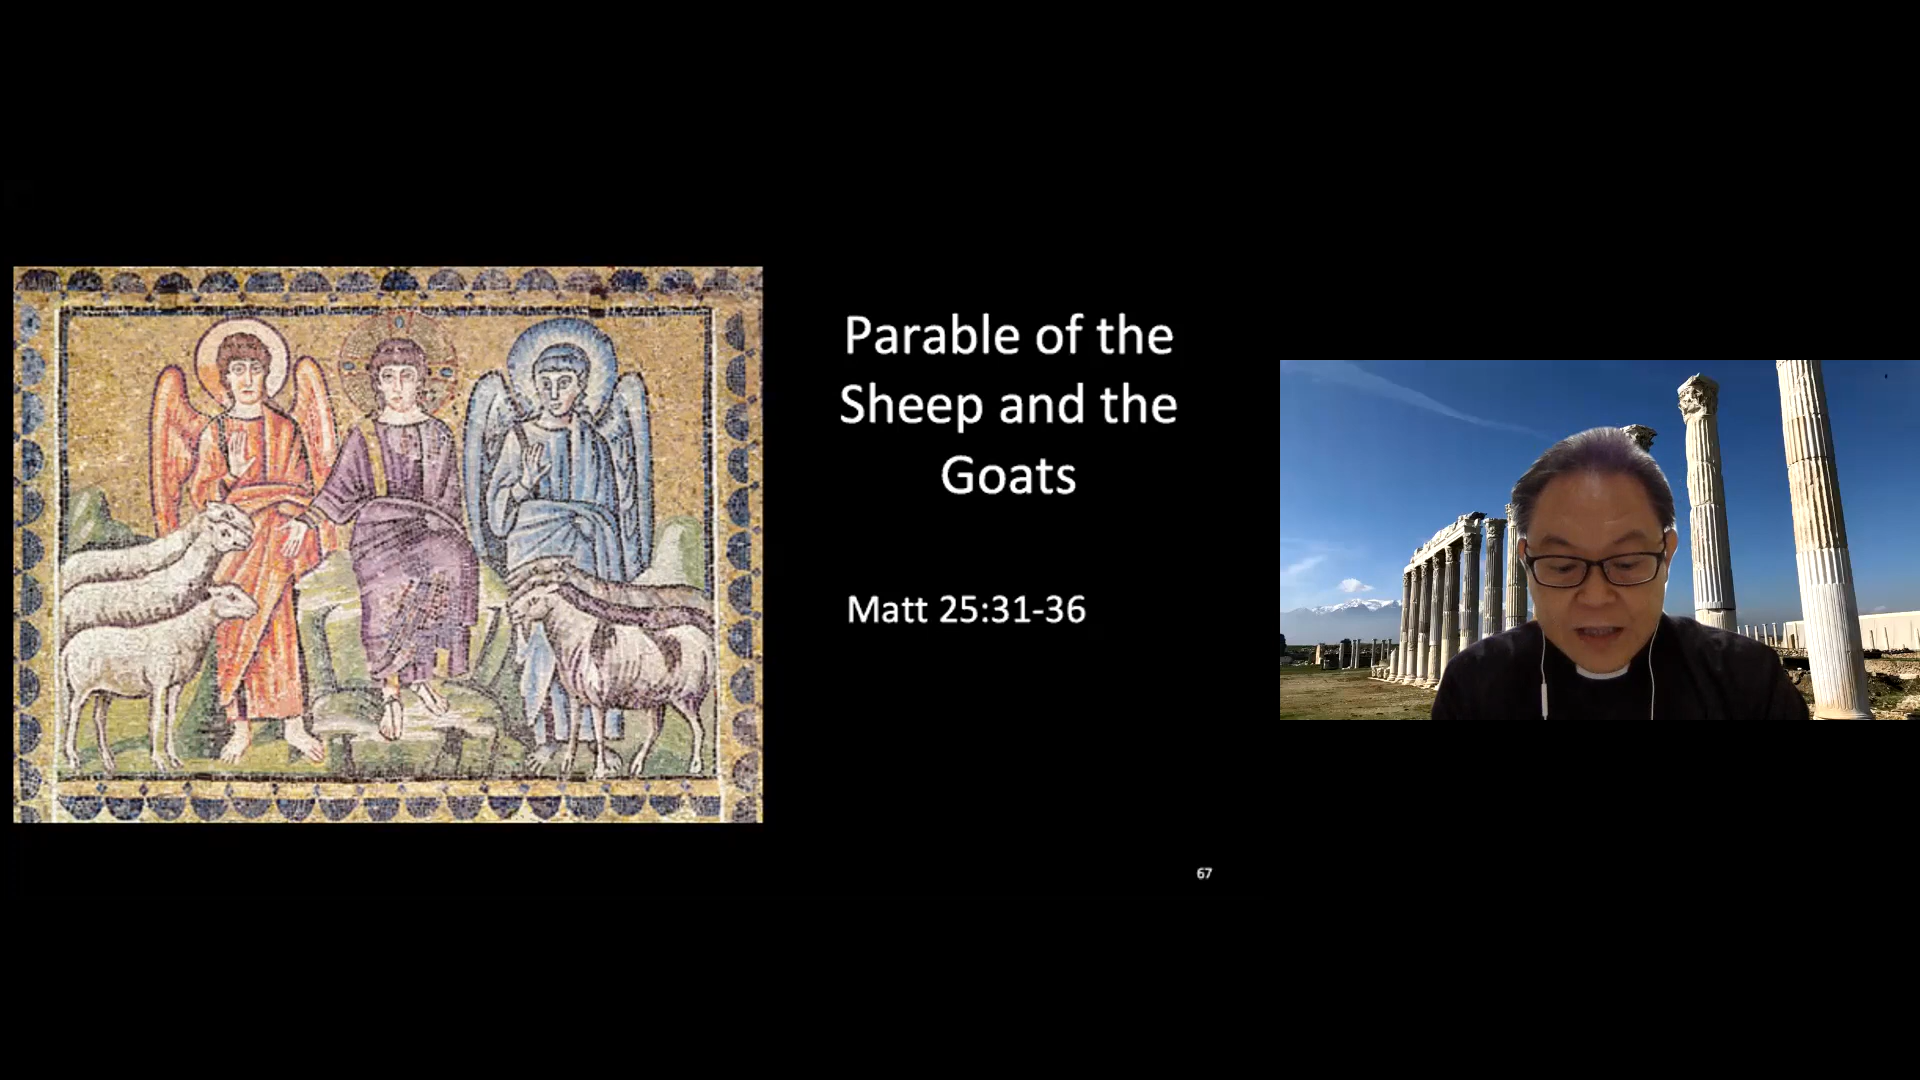 Parable of the
Sheep and the
Goats
Matt 25:31-36
67